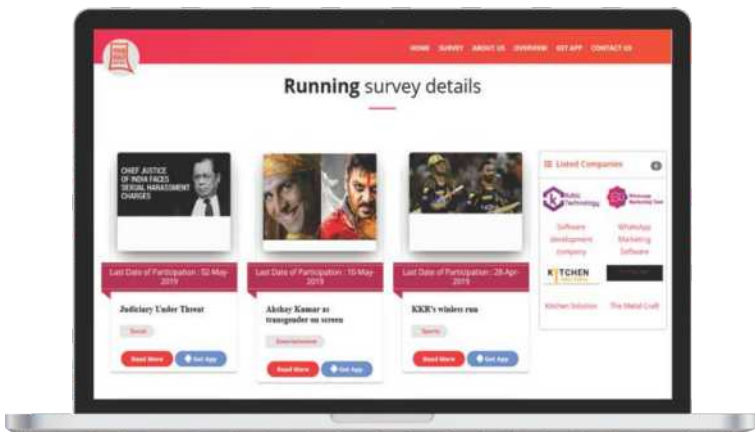 HOME SURVEY ABOUT US OVERVIEW GET APP CONTACT US
Running survey details
CHIEF JUSTICE
OF INDIA FACES
SEXUAL HARASSMENT
CHARGES
Last Date of Participation : 02-May-
2019
Judiciary Under Threat
Social
Read More
Get App
Last Date of Participation : 10-May-
2019
Akshay Kumar as
transgender on screen
Entertainment
Read More
Get App
Last Date of Participation : 28-Apr-
2019
KKR's winless run
Sports
Read More
Get App
Listed Companies
Technology
Whatsapp
Marketing Tool
Software
development
company
WhatsApp
Marketing
Software
KITCHEN
Kitchen Solution
The Metal Craft